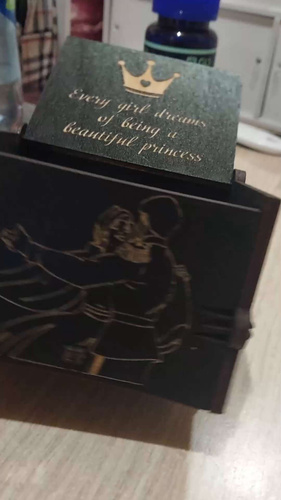 Every girl dreams
of being a
beautiful princess